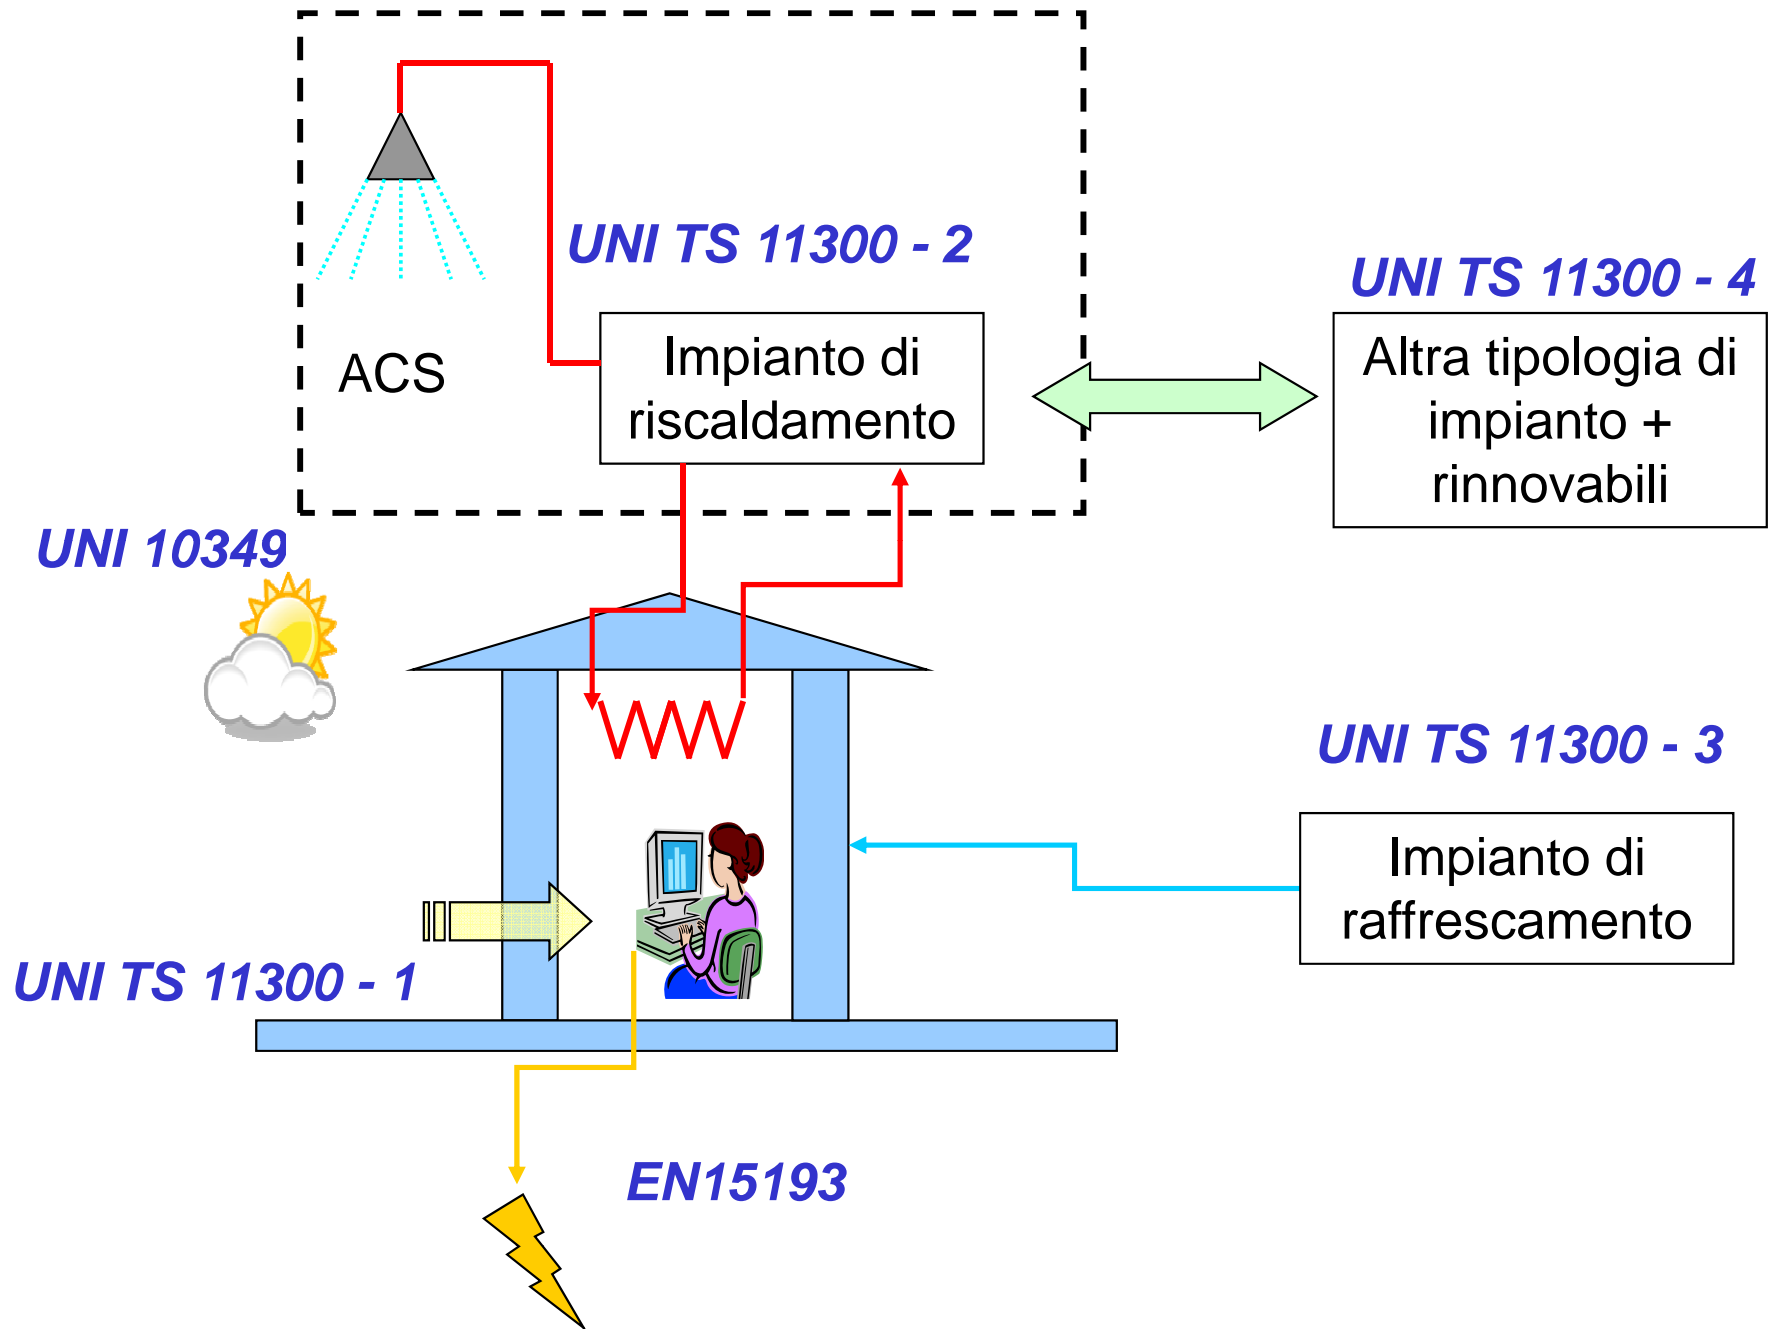 UNI TS 11300 - 2
UNI TS 11300 - 4
ACS
Impianto di
riscaldamento
Altra tipologia di
impianto +
rinnovabili
UNI 10349
UNI TS 11300 - 3
Impianto di
raffrescamento
UNI TS 11300 - 1
EN15193